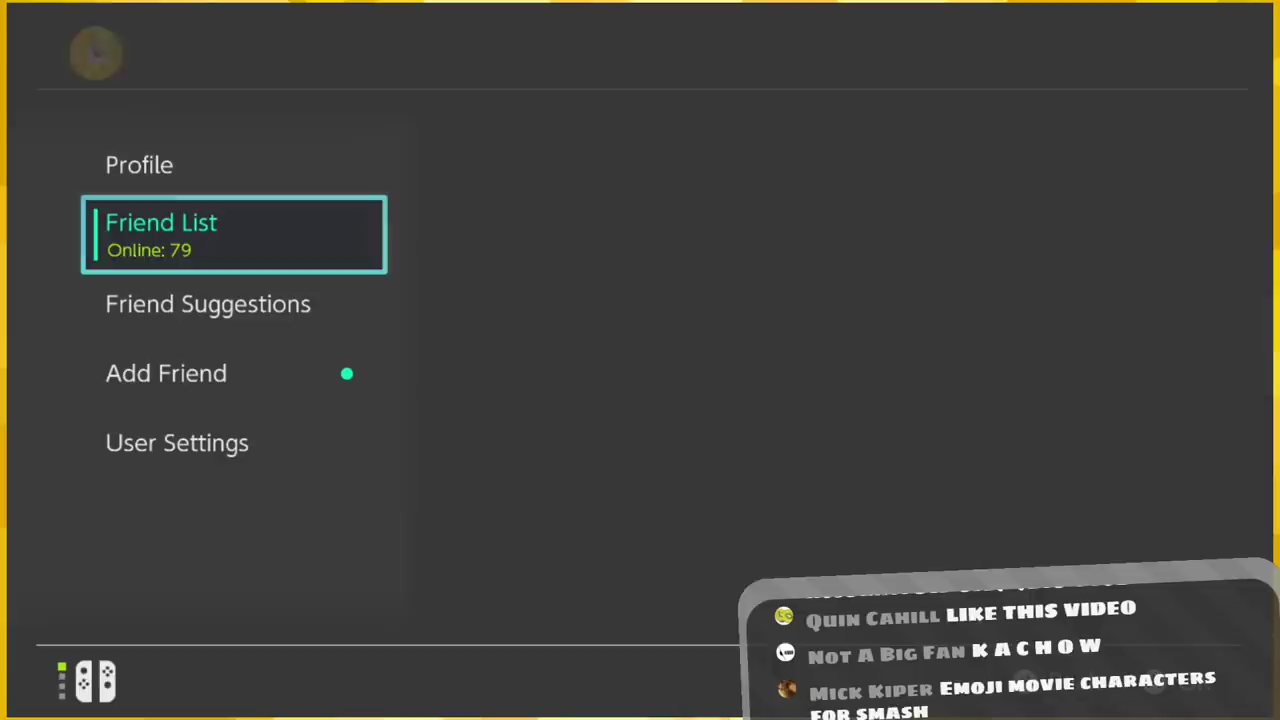 Profile
Friend List
Online: 79
Friend Suggestions
Add Friend
User Settings
Quin Cahill LIKE THIS VIDEO
Not A Big Fan K A C H O W
Mick Kiper Emoji movie characters
for smash